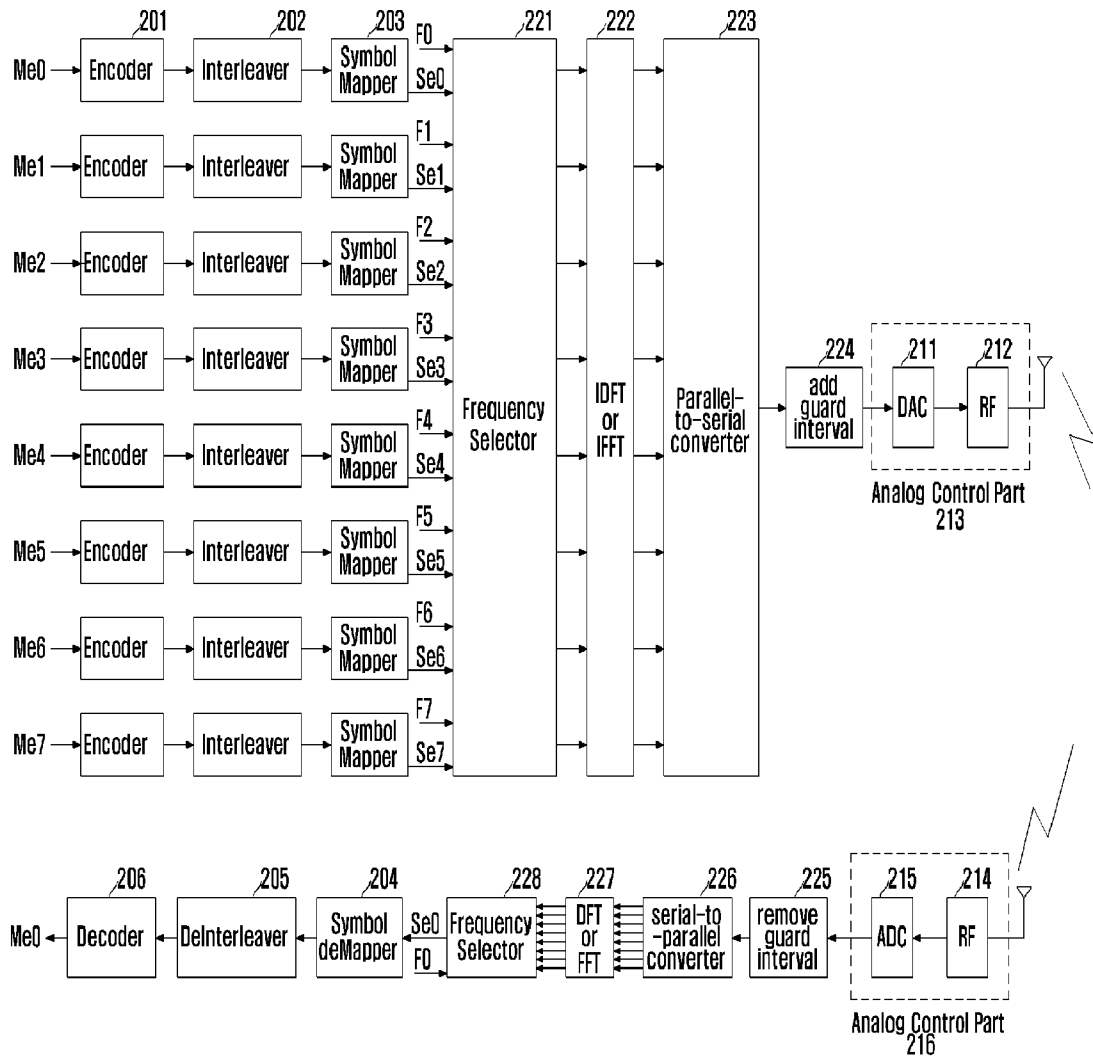 201 202 203 F0 221 222 223
Me0 Encoder Interleaver Symbol Mapper Se0
F1
Me1 Encoder Interleaver Symbol Mapper Se1
F2
Me2 Encoder Interleaver Symbol Mapper Se2
F3
Me3 Encoder Interleaver Symbol Mapper Se3
F4
Me4 Encoder Interleaver Symbol Mapper Se4
F5
Me5 Encoder Interleaver Symbol Mapper Se5
F6
Me6 Encoder Interleaver Symbol Mapper Se6
F7
Me7 Encoder Interleaver Symbol Mapper Se7
Frequency
Selector
IDFT
or
IFFT
Parallel-
to-serial
converter
224
add
guard
interval
211
DAC
212
RF
Analog Control Part
213
206
Decoder
Me0
205
DeInterleaver
204
Symbol
deMapper
Se0
F0
228
Frequency
Selector
227
DFT
or
FFT
226
serial-to
-parallel
converter
225
remove
guard
interval
215
ADC
214
RF
Analog Control Part
216